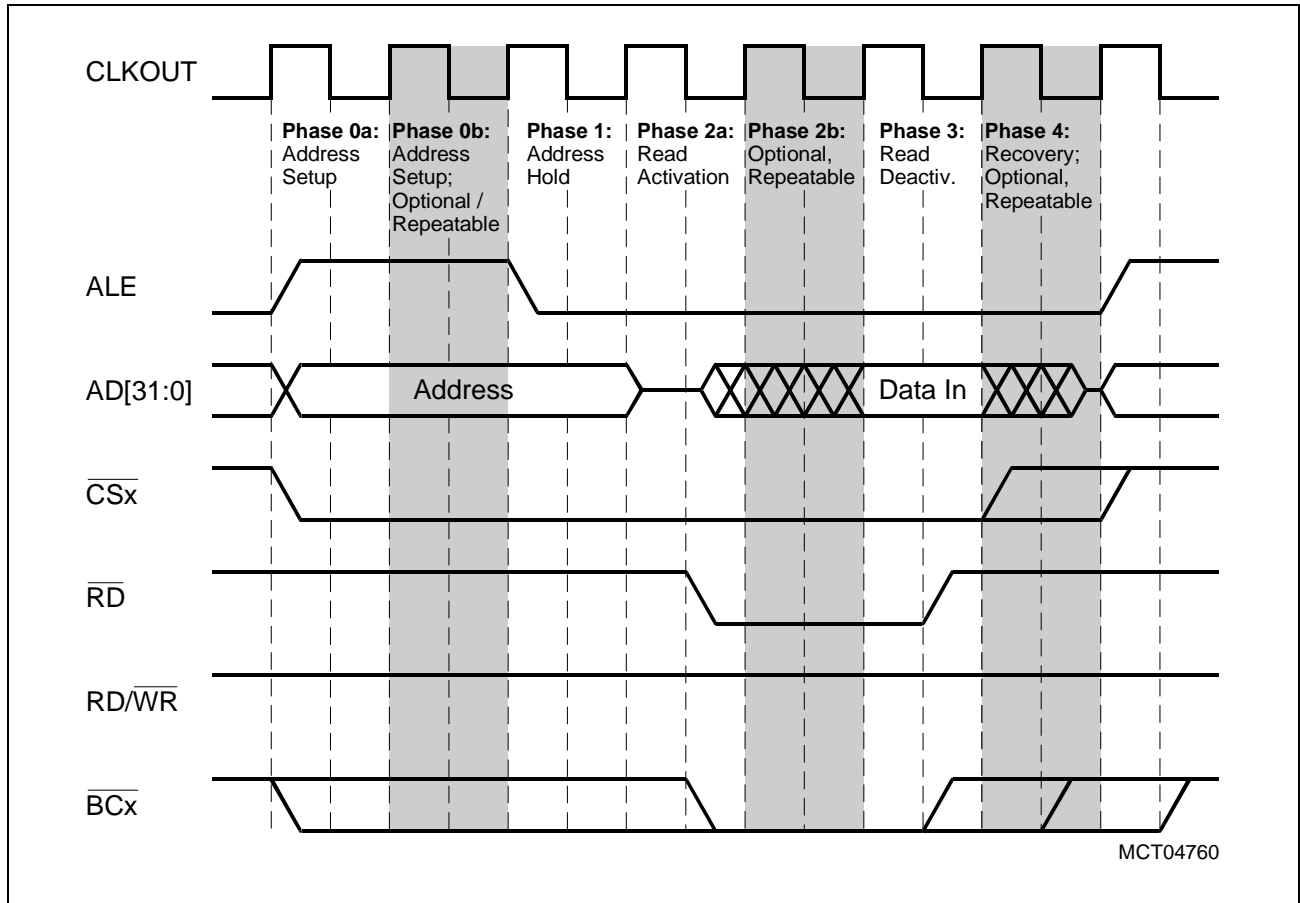 CLKOUT
Phase 0a: Phase 0b: Phase 1: Phase 2a: Phase 2b: Phase 3: Phase 4:
Address Address Address Read Optional, Read Recovery;
Setup Setup; Hold Activation Repeatable Deactiv. Optional,
Optional / Repeatable
Repeatable
ALE
AD[31:0] Address Data In
CSx
RD
RD/WR
BCx
MCT04760